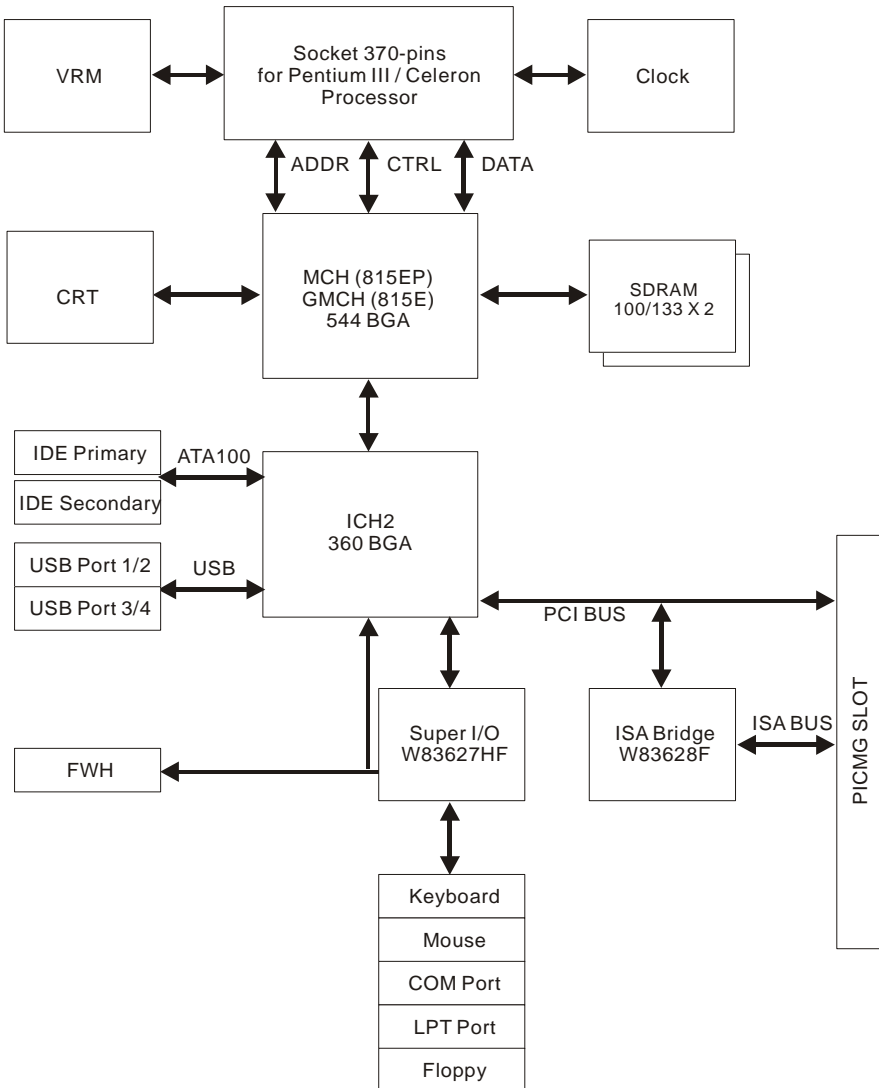 VRM
Socket 370-pins
for Pentium III / Celeron
Processor
Clock
ADDR
CTRL
DATA
CRT
MCH (815EP)
GMCH (815E)
544 BGA
SDRAM
100/133 X 2
IDE Primary
ATA100
IDE Secondary
ICH2
360 BGA
USB Port 1/2
USB
USB Port 3/4
PCI BUS
PICMG SLOT
FWH
Super I/O
W83627HF
ISA Bridge
W83628F
ISA BUS
Keyboard
Mouse
COM Port
LPT Port
Floppy